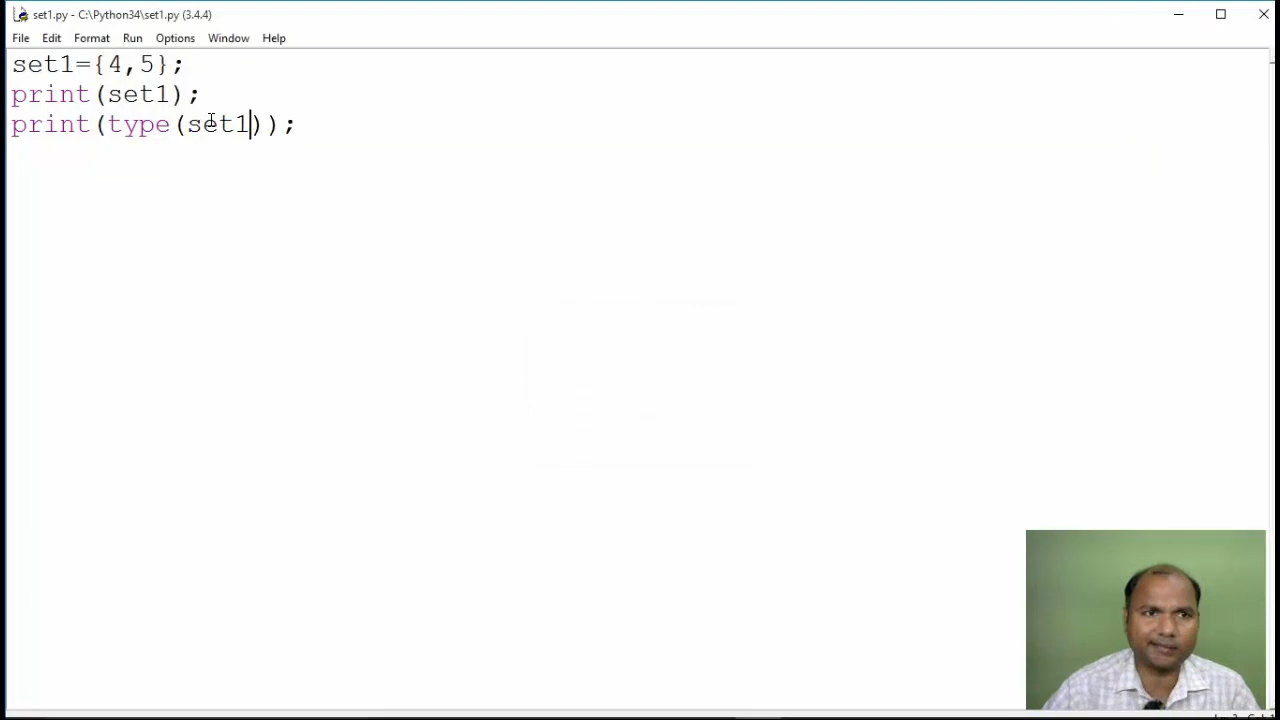 set1.py - C:\Python34\set1.py (3.4.4)
File Edit Format Run Options Window Help
set1={4,5};
print(set1);
print(type(set1));